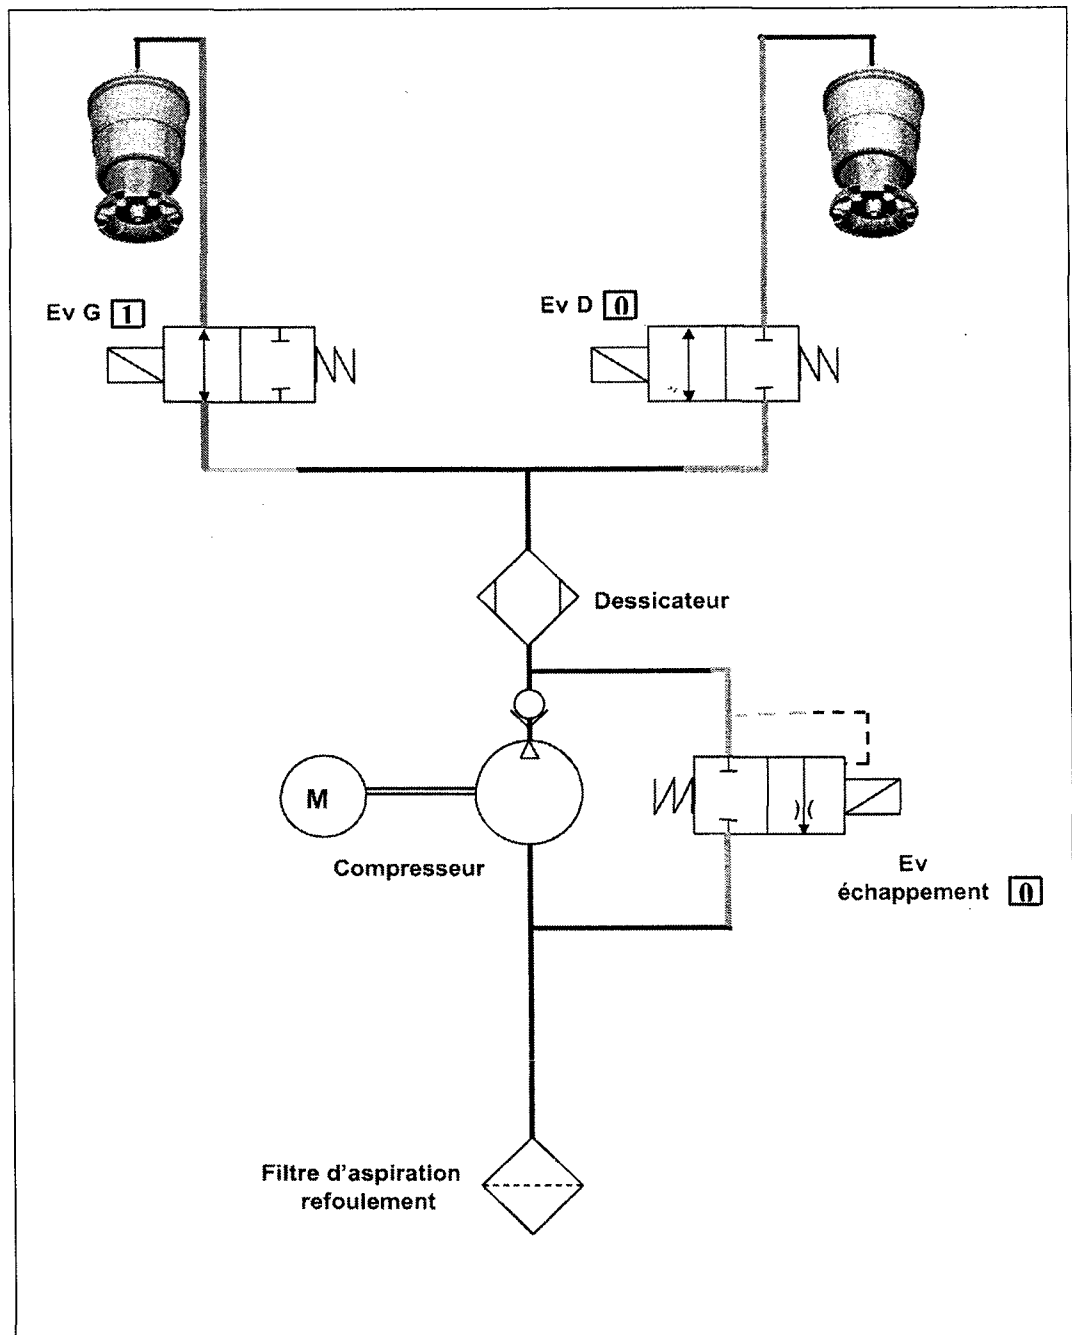 Ev G 1
Ev D 0
Dessicateur
M
Compresseur
Ev
échappement 0
Filtre d'aspiration
refoulement